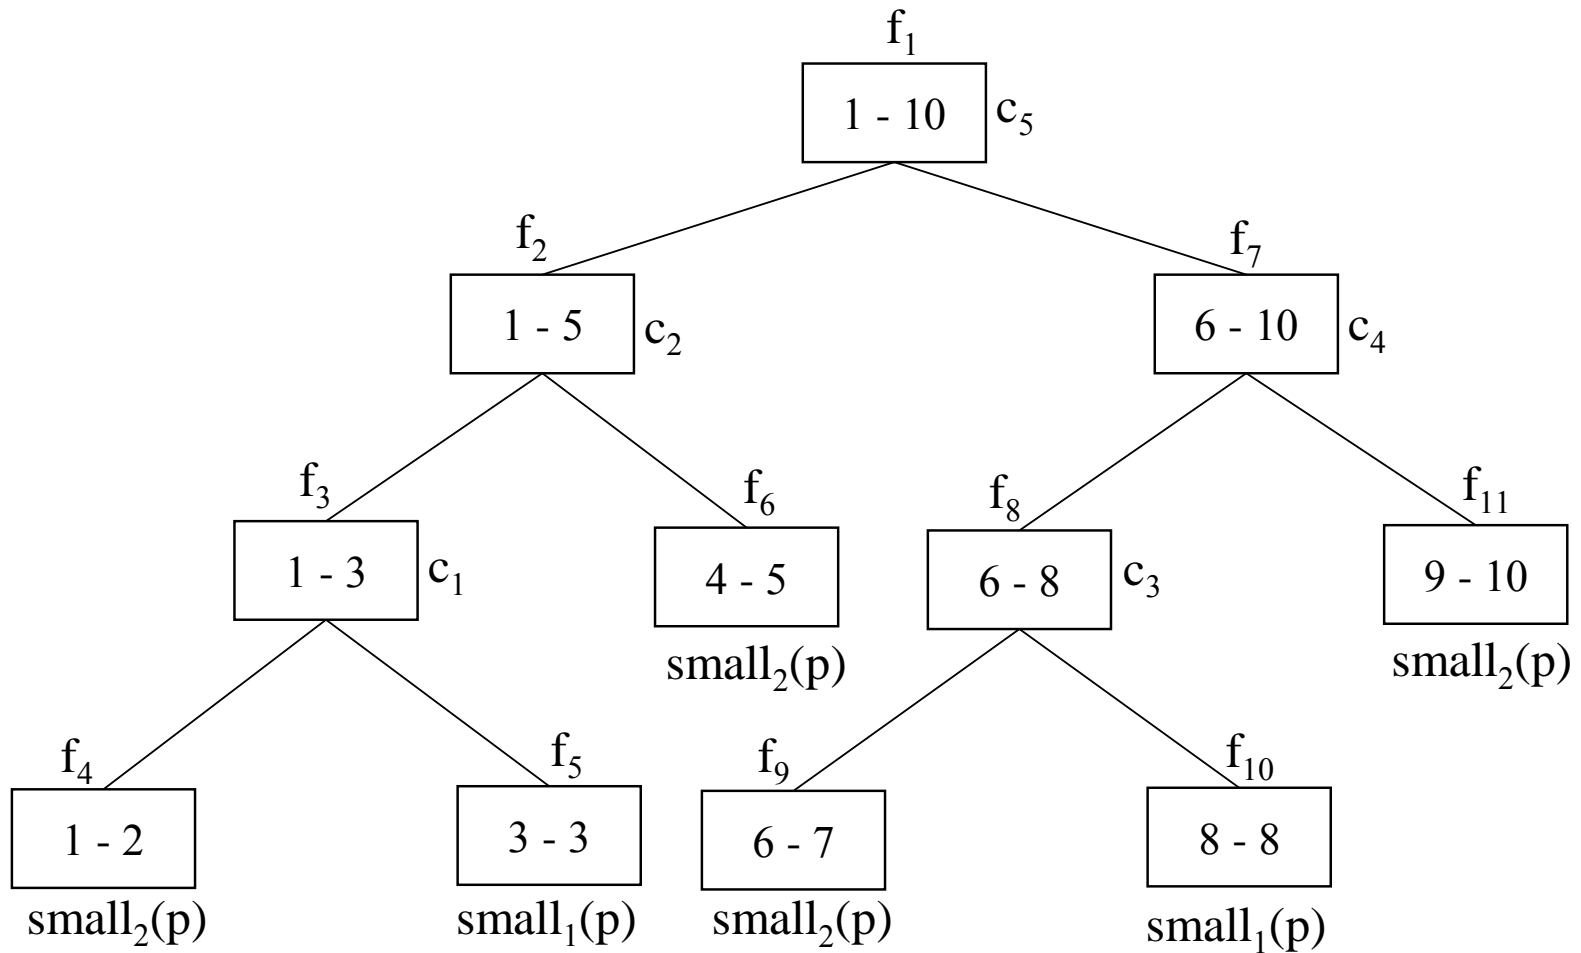 f₁
1 - 10 c₅
f₂ f₇
1 - 5 c₂ 6 - 10 c₄
f₃ f₆ f₈ f₁₁
1 - 3 c₁ 4 - 5 6 - 8 c₃ 9 - 10
small₂(p) small₂(p)
f₄ f₅ f₉ f₁₀
1 - 2 3 - 3 6 - 7 8 - 8
small₂(p) small₁(p) small₂(p) small₁(p)